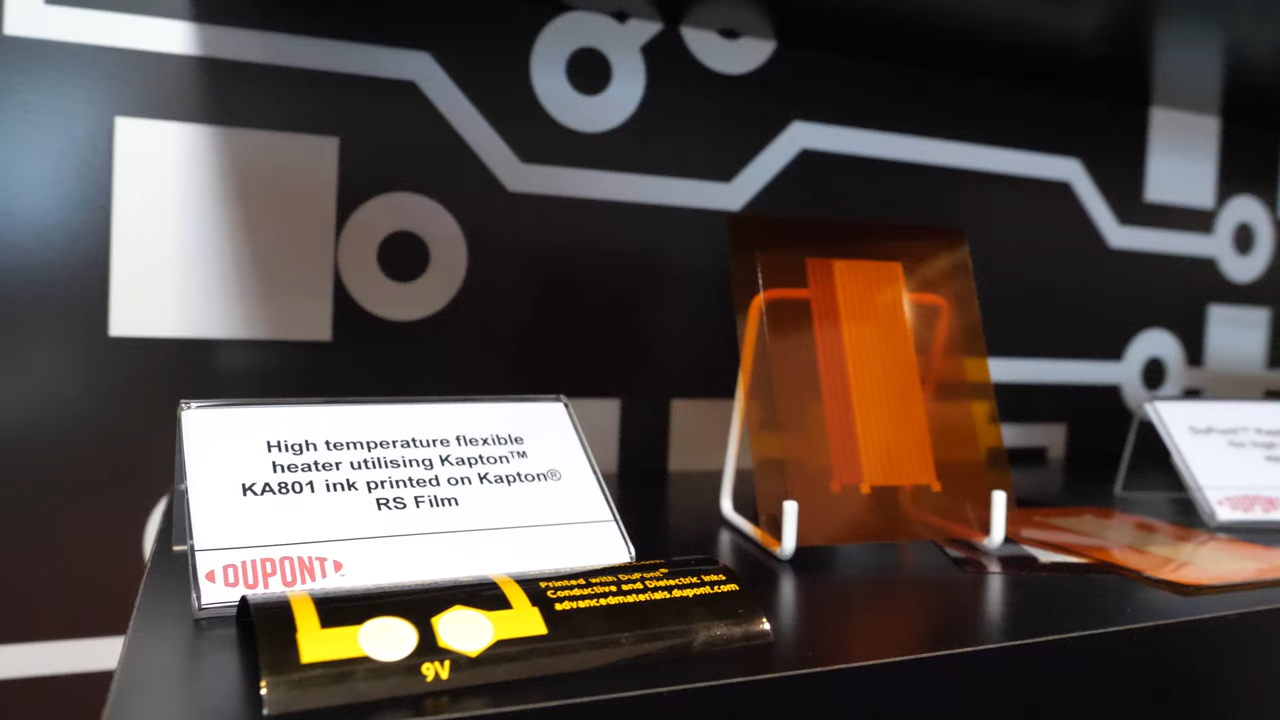 High temperature flexible
heater utilising Kapton™
KA801 ink printed on Kapton®
RS Film
DUPONT
Printed with DuPont®
Conductive and Dielectric Inks
advancedmaterials.dupont.com
9V
DuPont™
DUPONT